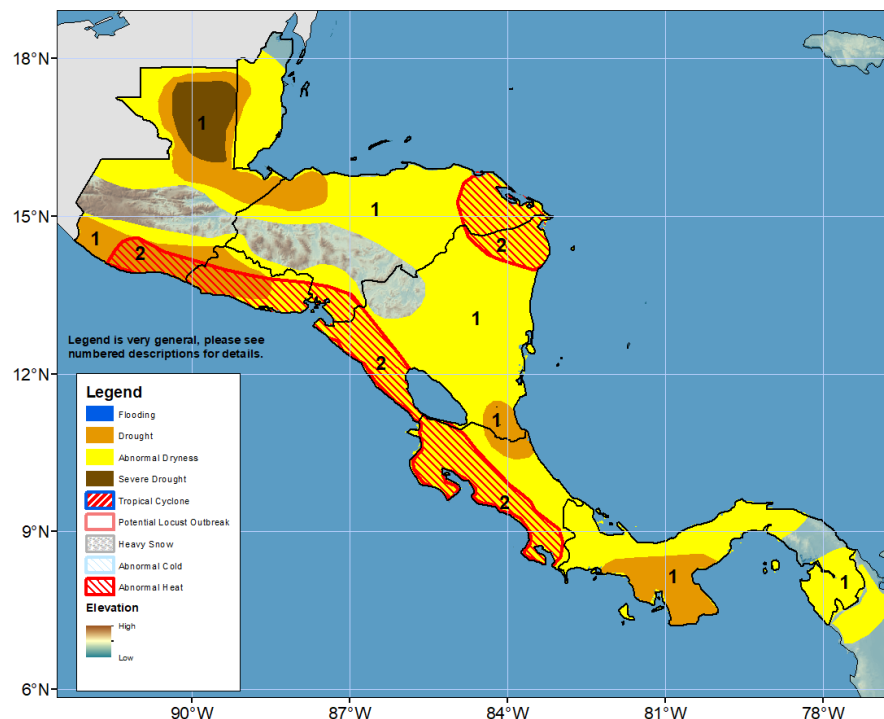 18°N
1
15°N
1
1
2
2
1
Legend is very general, please see
numbered descriptions for details.
2
12°N
1
2
9°N
1
1
6°N
90°W
87°W
84°W
81°W
78°W
Legend
Flooding
Drought
Abnormal Dryness
Severe Drought
Tropical Cyclone
Potential Locust Outbreak
Heavy Snow
Abnormal Cold
Abnormal Heat
Elevation
High
Low